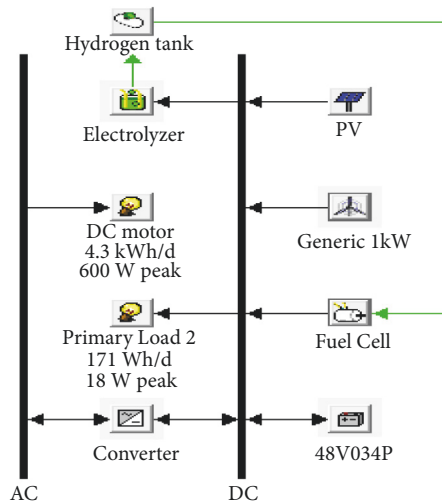 Hydrogen tank
Electrolyzer
PV
DC motor
4.3 kWh/d
600 W peak
Generic 1kW
Primary Load 2
171 Wh/d
18 W peak
Fuel Cell
Converter
48V034P
AC
DC